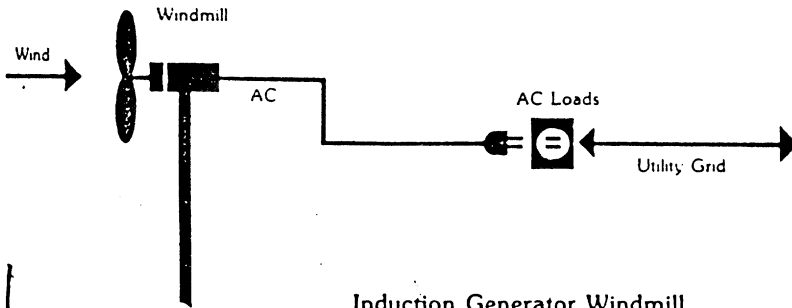 Windmill
Wind
AC
AC Loads
Utility Grid
Induction Generator Windmill